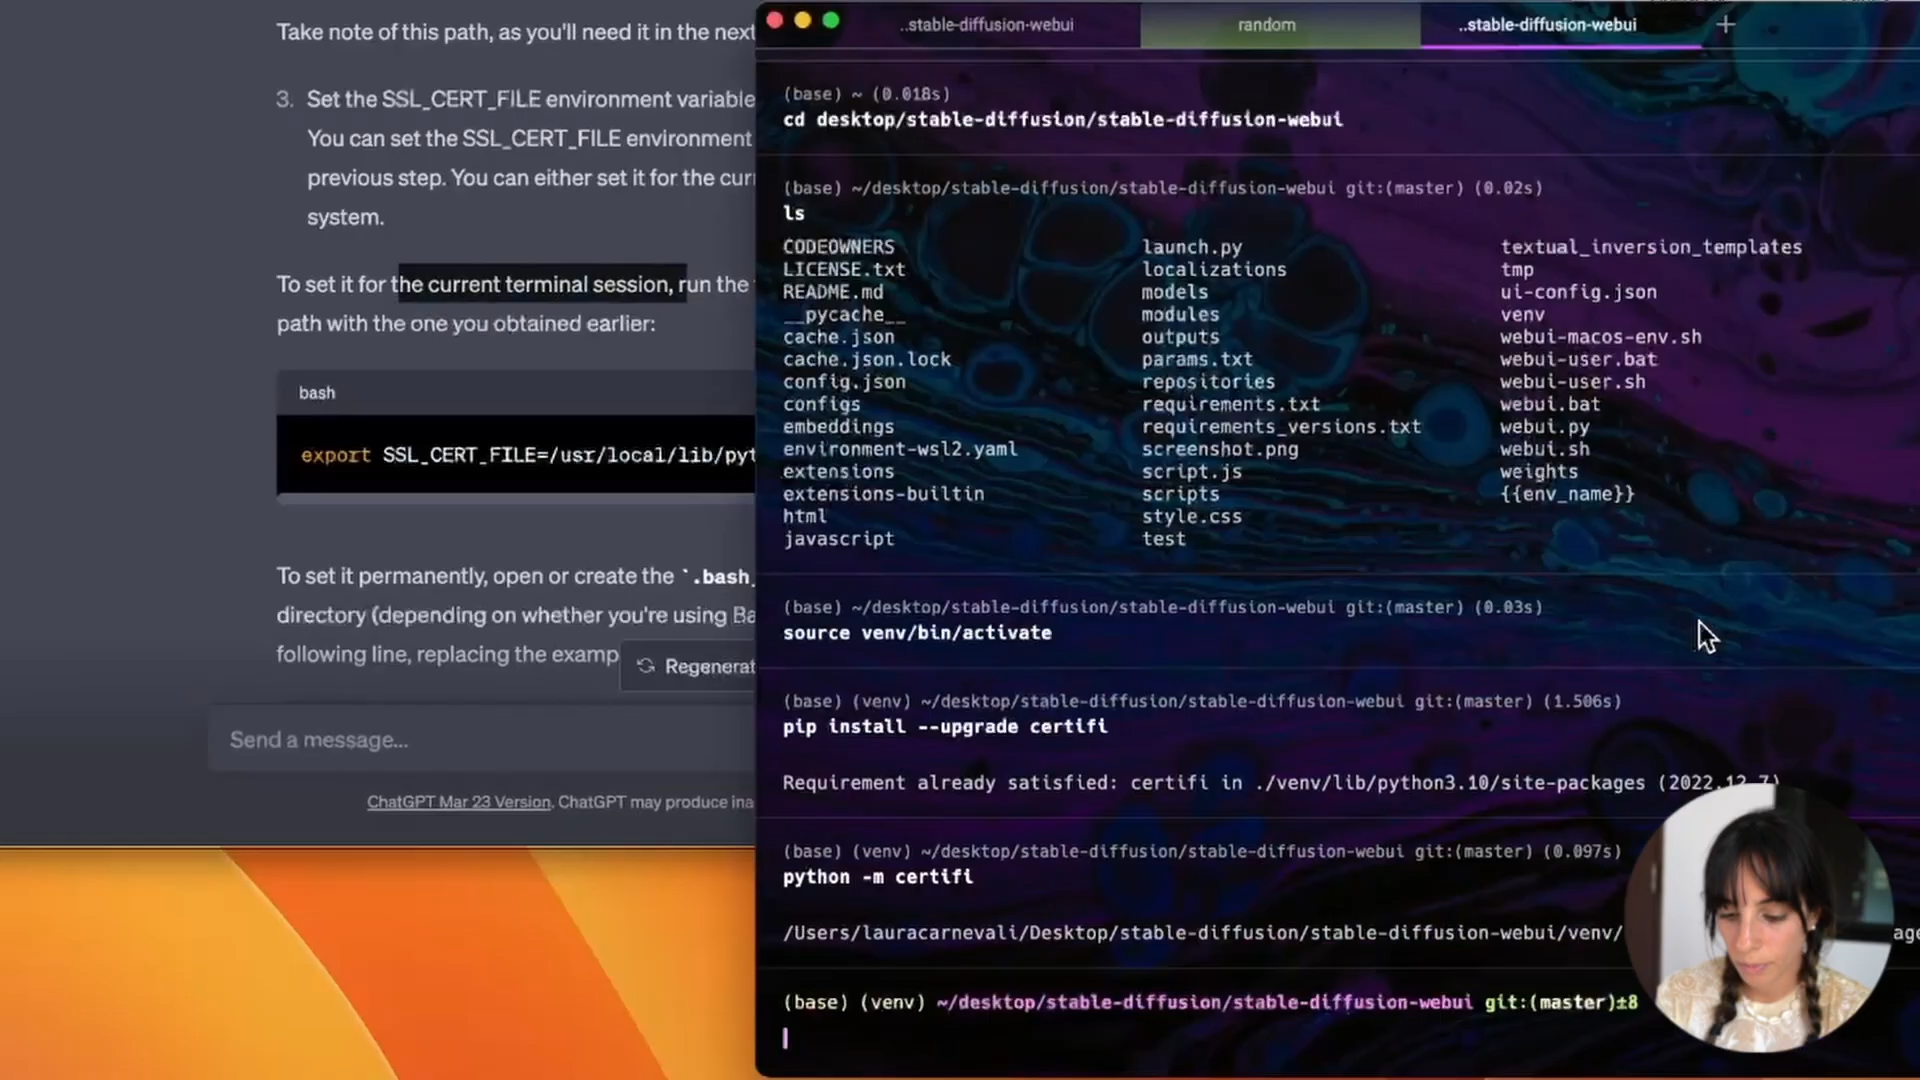 Take note of this path, as you'll need it in the next
3. Set the SSL_CERT_FILE environment variable
You can set the SSL_CERT_FILE environment
previous step. You can either set it for the curr
system.
To set it for the current terminal session, run the
path with the one you obtained earlier:
bash
export SSL_CERT_FILE=/usr/local/lib/pyt
To set it permanently, open or create the `.bash_
directory (depending on whether you're using Ba
following line, replacing the examp
Regenerat
Send a message...
ChatGPT Mar 23 Version. ChatGPT may produce ina
..stable-diffusion-webui
random
..stable-diffusion-webui
+
(base) ~ (0.018s)
cd desktop/stable-diffusion/stable-diffusion-webui
(base) ~/desktop/stable-diffusion/stable-diffusion-webui git:(master) (0.02s)
ls
CODEOWNERS launch.py textual_inversion_templates
LICENSE.txt localizations tmp
README.md models ui-config.json
__pycache__ modules venv
cache.json outputs webui-macos-env.sh
cache.json.lock params.txt webui-user.bat
config.json repositories webui-user.sh
configs requirements.txt webui.bat
embeddings requirements_versions.txt webui.py
environment-wsl2.yaml screenshot.png webui.sh
extensions script.js weights
extensions-builtin scripts {{env_name}}
html style.css
javascript test
(base) ~/desktop/stable-diffusion/stable-diffusion-webui git:(master) (0.03s)
source venv/bin/activate
(base) (venv) ~/desktop/stable-diffusion/stable-diffusion-webui git:(master) (1.506s)
pip install --upgrade certifi
Requirement already satisfied: certifi in ./venv/lib/python3.10/site-packages (2022.12.7)
(base) (venv) ~/desktop/stable-diffusion/stable-diffusion-webui git:(master) (0.097s)
python -m certifi
/Users/lauracarnevali/Desktop/stable-diffusion/stable-diffusion-webui/venv/
(base) (venv) ~/desktop/stable-diffusion/stable-diffusion-webui git:(master)±8